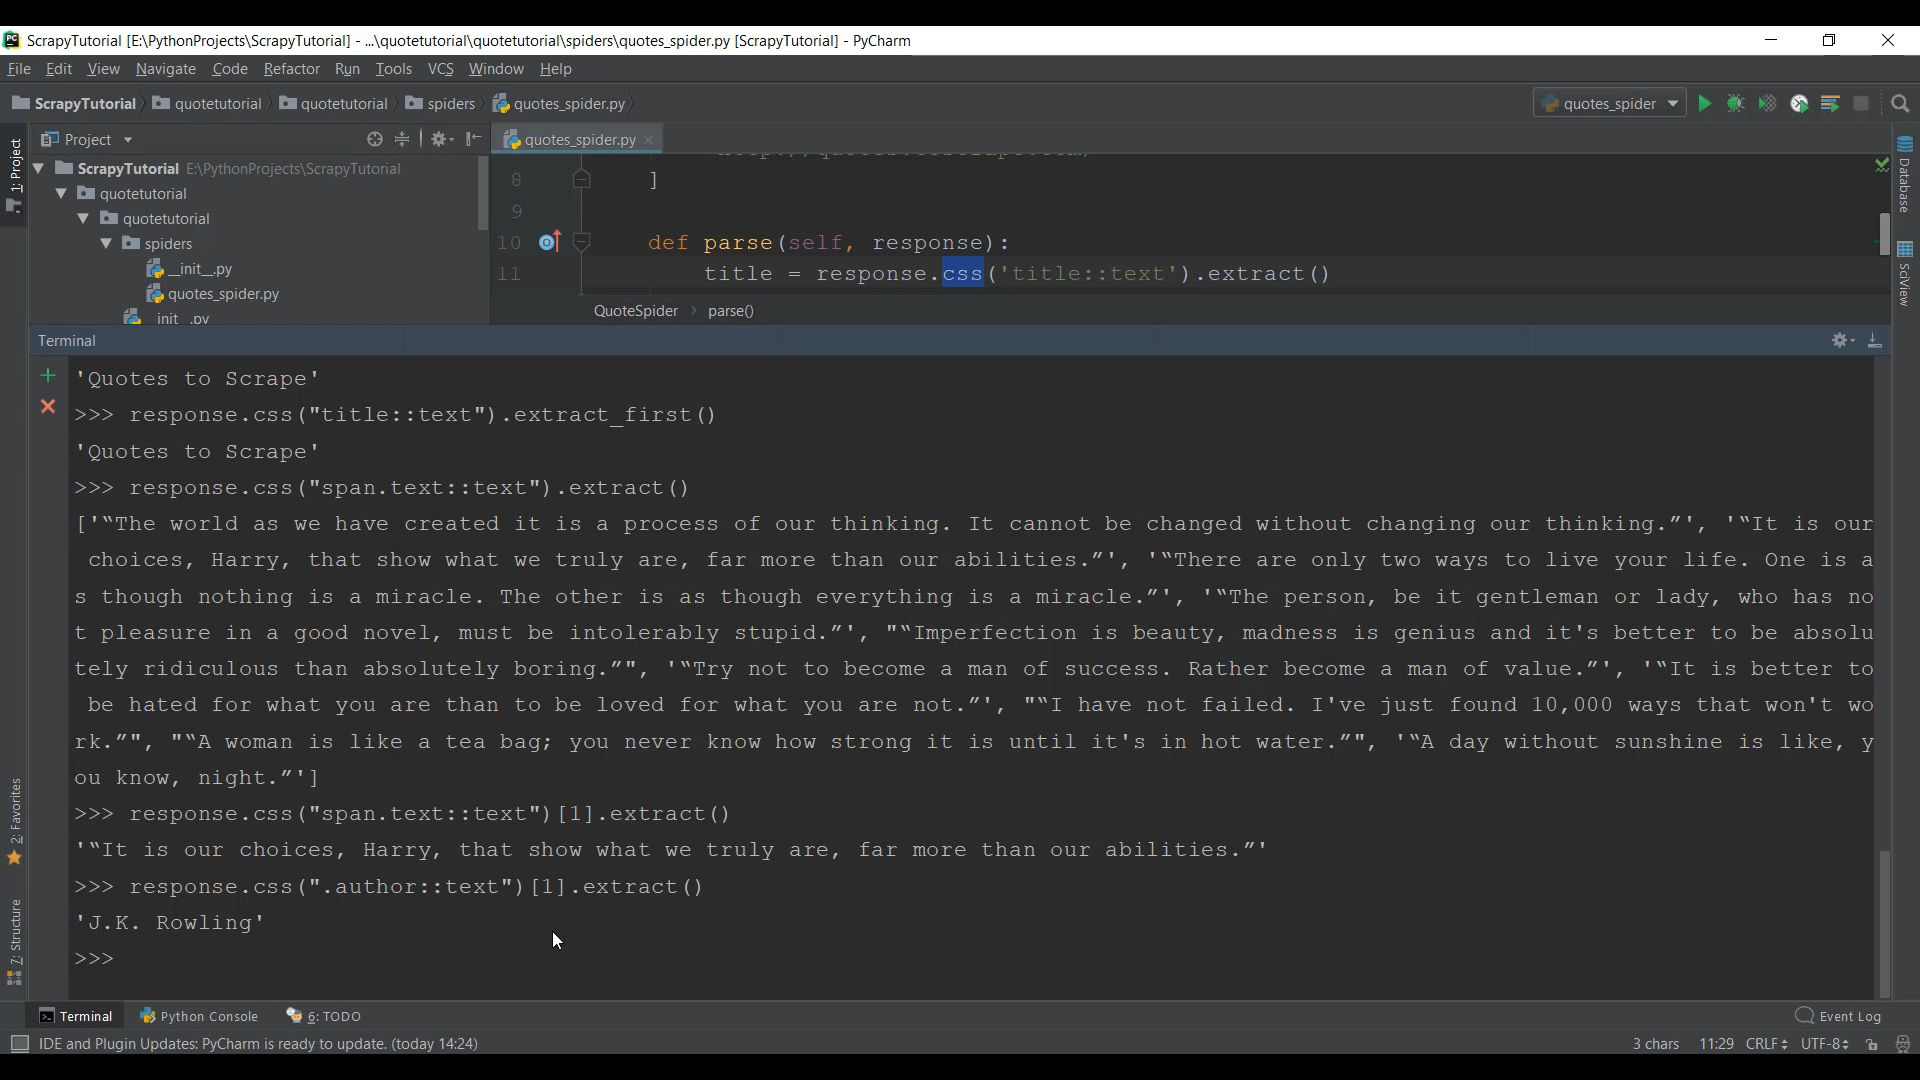 ScrapyTutorial [E:\PythonProjects\ScrapyTutorial] - ...\quotetutorial\quotetutorial\spiders\quotes_spider.py [ScrapyTutorial] - PyCharm
File Edit View Navigate Code Refactor Run Tools VCS Window Help
ScrapyTutorial quotetutorial quotetutorial spiders quotes_spider.py quotes_spider
Project quotes_spider.py
1: Project
ScrapyTutorial E:\PythonProjects\ScrapyTutorial
quotetutorial
quotetutorial
spiders
__init__.py
quotes_spider.py
8 ]
9
10 def parse(self, response):
11 title = response.css('title::text').extract()
QuoteSpider > parse()
Database
SciView
Terminal
'Quotes to Scrape'
>>> response.css("title::text").extract_first()
'Quotes to Scrape'
>>> response.css("span.text::text").extract()
['“The world as we have created it is a process of our thinking. It cannot be changed without changing our thinking.”', '“It is our
choices, Harry, that show what we truly are, far more than our abilities.”', '“There are only two ways to live your life. One is a
s though nothing is a miracle. The other is as though everything is a miracle.”', '“The person, be it gentleman or lady, who has no
t pleasure in a good novel, must be intolerably stupid.”', "“Imperfection is beauty, madness is genius and it's better to be absolu
tely ridiculous than absolutely boring.”", '“Try not to become a man of success. Rather become a man of value.”', '“It is better to
be hated for what you are than to be loved for what you are not.”', "“I have not failed. I've just found 10,000 ways that won't wo
rk.”", "“A woman is like a tea bag; you never know how strong it is until it's in hot water.”", '“A day without sunshine is like, y
ou know, night.”']
>>> response.css("span.text::text")[1].extract()
'“It is our choices, Harry, that show what we truly are, far more than our abilities.”'
>>> response.css(".author::text")[1].extract()
'J.K. Rowling'
>>>
2: Favorites
7: Structure
Terminal Python Console 6: TODO Event Log
IDE and Plugin Updates: PyCharm is ready to update. (today 14:24) 3 chars 11:29 CRLF UTF-8